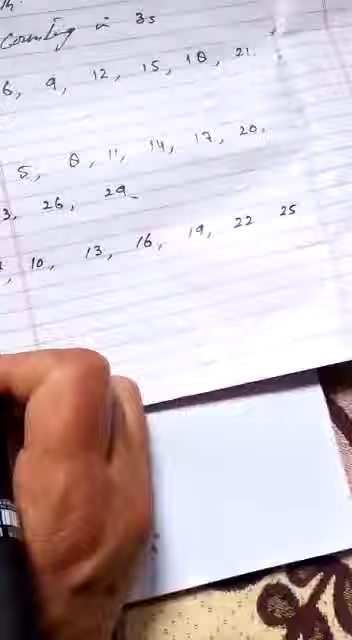 Counting in 3s
6, 9, 12, 15, 18, 21.
5, 8, 11, 14, 17, 20.
3, 26, 29
, 10, 13, 16, 19, 22 25